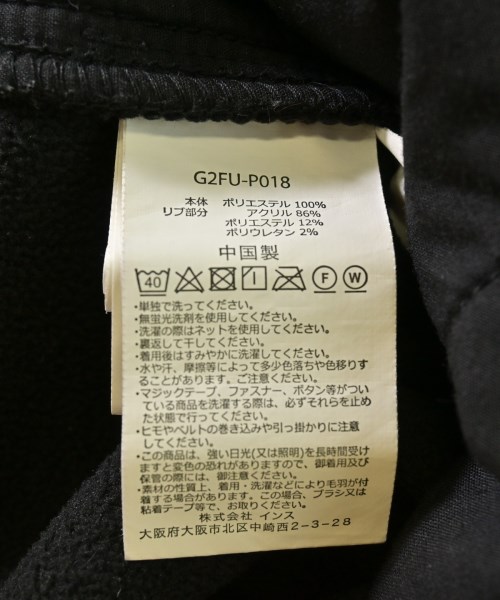 G2FU-P018
本体 ポリエステル 100%
リブ部分 アクリル 86%
ポリエステル 12%
ポリウレタン 2%
中国製
40 F W
・単独で洗ってください。
・無蛍光洗剤を使用してください。
・洗濯の際はネットを使用してください。
・裏返して干してください。
・着用後はすみやかに洗濯してください。
・水や汗、摩擦等によって多少色落ちや色移りす
ることがあります。ご注意ください。
・マジックテープ、ファスナー、ボタン等がつい
ている商品を洗濯する際は、必ずそれらを止め
た状態で行ってください。
・ヒモやベルトの巻き込みや引っ掛かりに注意
してください。
・この商品は、強い日光(又は照明)を長時間受け
ますと変色の恐れがありますので、御着用及び
保管の際には、御注意ください。
・素材の性質上、着用・洗濯などにより毛羽が付
着する場合があります。この場合、ブラシ又は
粘着テープ等で、お取りください。
株式会社 インス
大阪府大阪市北区中崎西2-3-28